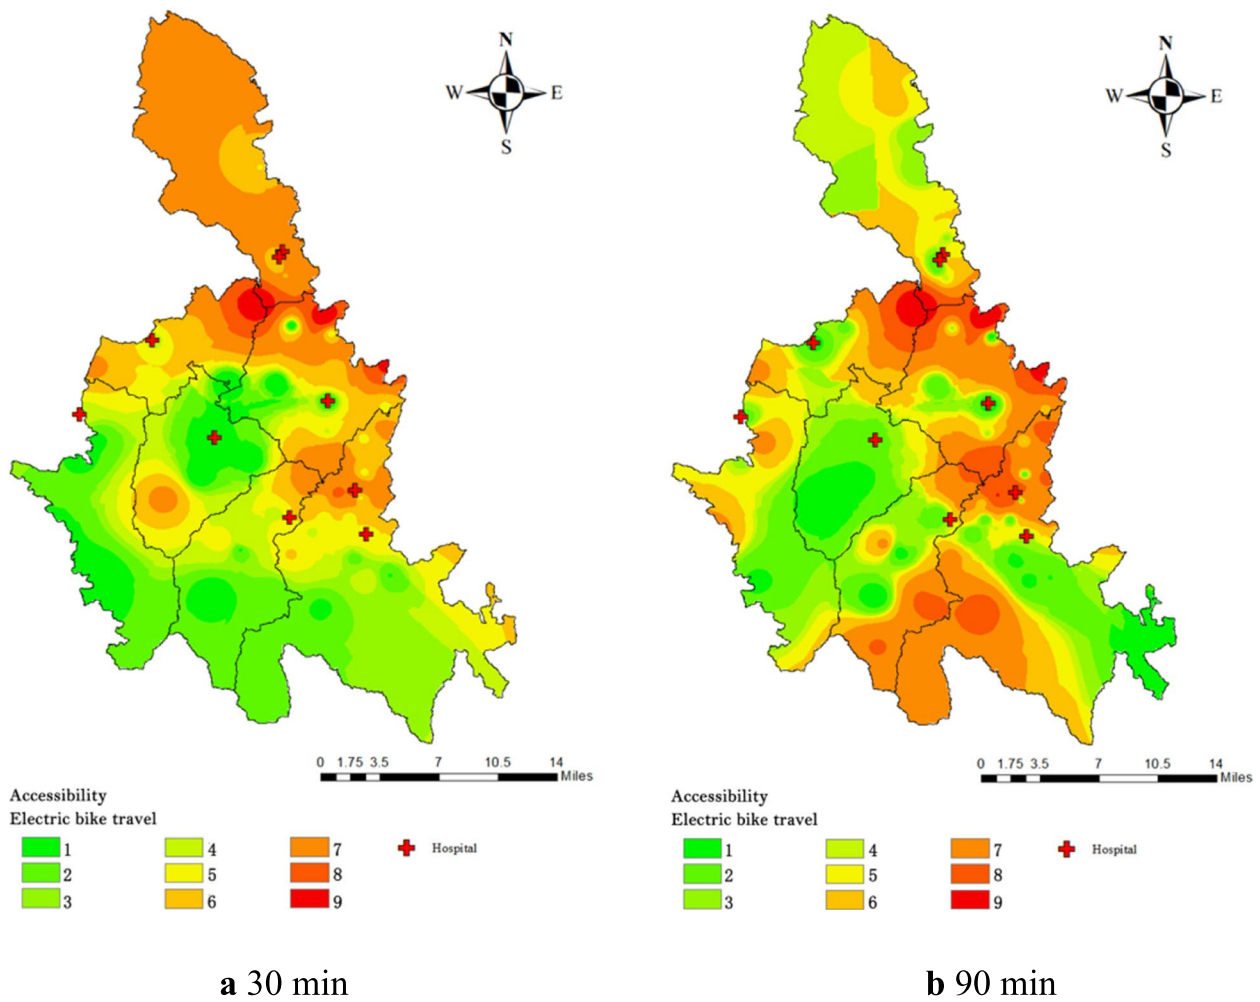 N
W E
S
0 1.75 3.5 7 10.5 14
Miles
Accessibility
Electric bike travel
1 4 7 Hospital
2 5 8
3 6 9
a 30 min
N
W E
S
0 1.75 3.5 7 10.5 14
Miles
Accessibility
Electric bike travel
1 4 7 Hospital
2 5 8
3 6 9
b 90 min